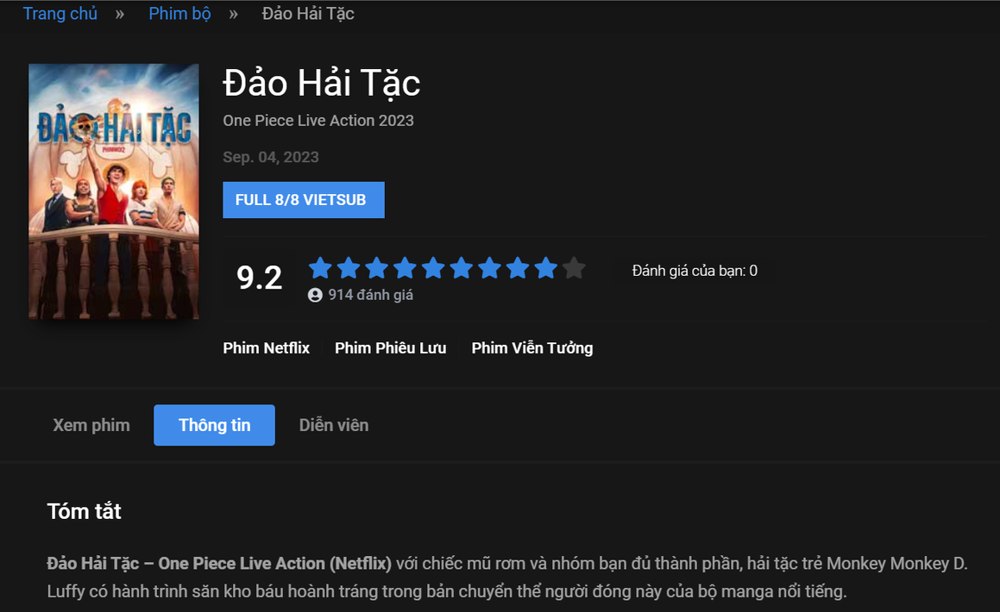 Trang chủ » Phim bộ » Đảo Hải Tặc
ĐẢO HẢI TẶC
PHIMMOI2
Đảo Hải Tặc
One Piece Live Action 2023
Sep. 04, 2023
FULL 8/8 VIETSUB
9.2
Đánh giá của bạn: 0
914 đánh giá
Phim Netflix Phim Phiêu Lưu Phim Viễn Tưởng
Xem phim Thông tin Diễn viên
Tóm tắt
Đảo Hải Tặc – One Piece Live Action (Netflix) với chiếc mũ rơm và nhóm bạn đủ thành phần, hải tặc trẻ Monkey Monkey D.
Luffy có hành trình săn kho báu hoành tráng trong bản chuyển thể người đóng này của bộ manga nổi tiếng.